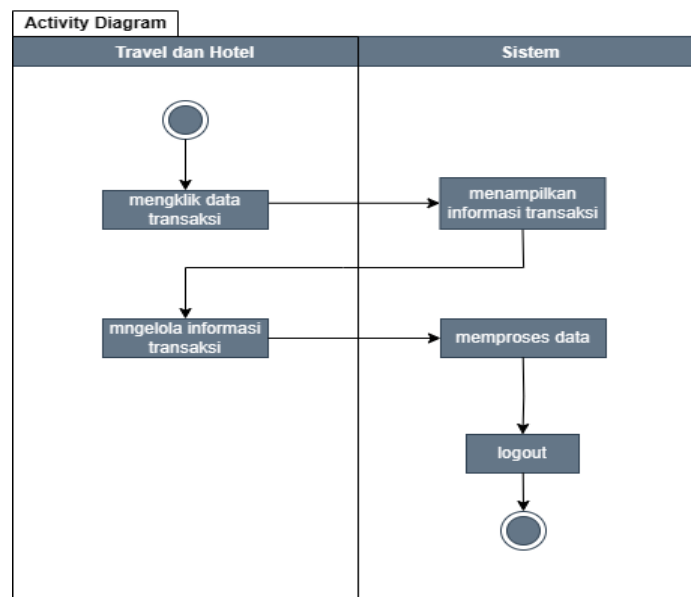 Activity Diagram
Travel dan Hotel
Sistem
mengklik data
transaksi
menampilkan
informasi transaksi
mngelola informasi
transaksi
memproses data
logout